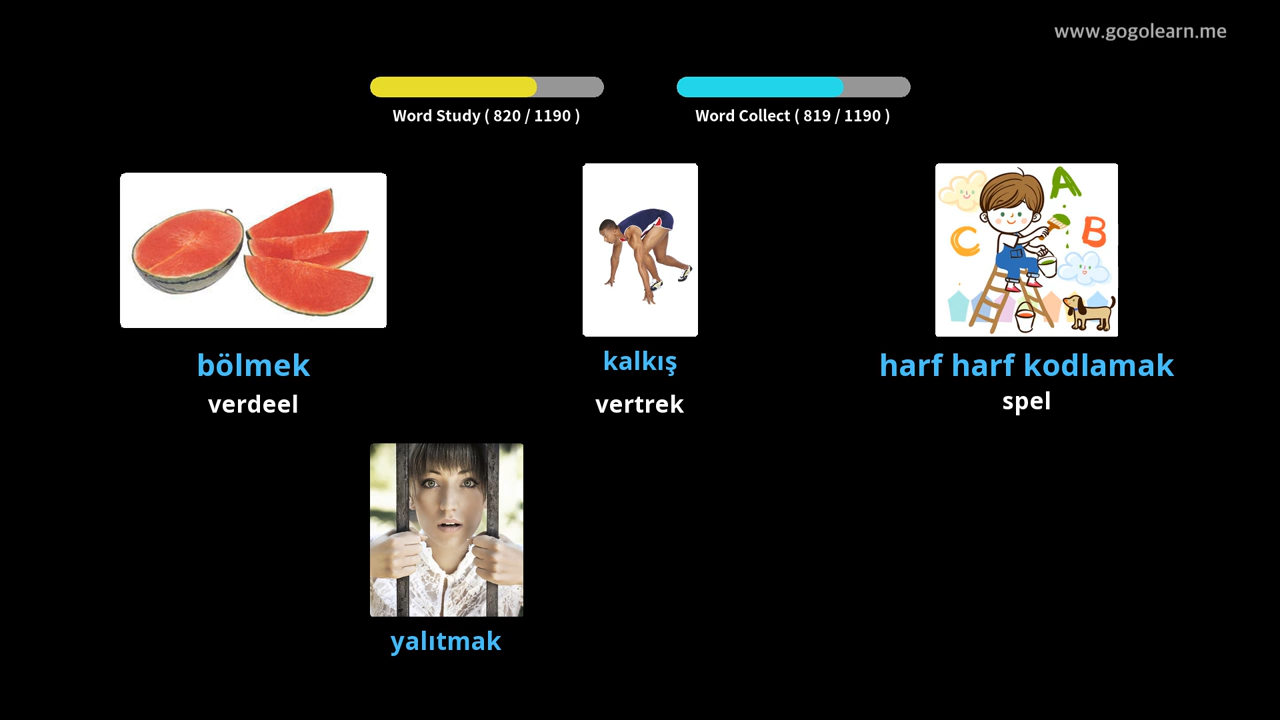 www.gogolearn.me
Word Study ( 820 / 1190 )
Word Collect ( 819 / 1190 )
bölmek
verdeel
kalkış
vertrek
A
B
C
harf harf kodlamak
spel
yalıtmak